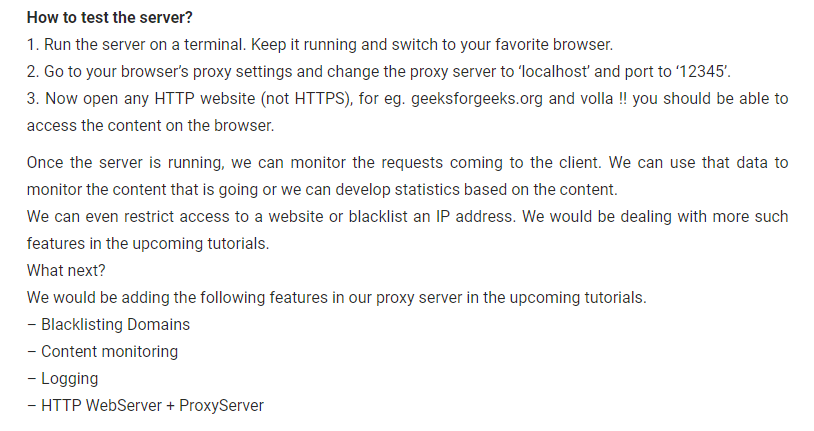 How to test the server?
1. Run the server on a terminal. Keep it running and switch to your favorite browser.
2. Go to your browser’s proxy settings and change the proxy server to ‘localhost’ and port to ‘12345’.
3. Now open any HTTP website (not HTTPS), for eg. geeksforgeeks.org and volla !! you should be able to
access the content on the browser.
Once the server is running, we can monitor the requests coming to the client. We can use that data to
monitor the content that is going or we can develop statistics based on the content.
We can even restrict access to a website or blacklist an IP address. We would be dealing with more such
features in the upcoming tutorials.
What next?
We would be adding the following features in our proxy server in the upcoming tutorials.
– Blacklisting Domains
– Content monitoring
– Logging
– HTTP WebServer + ProxyServer